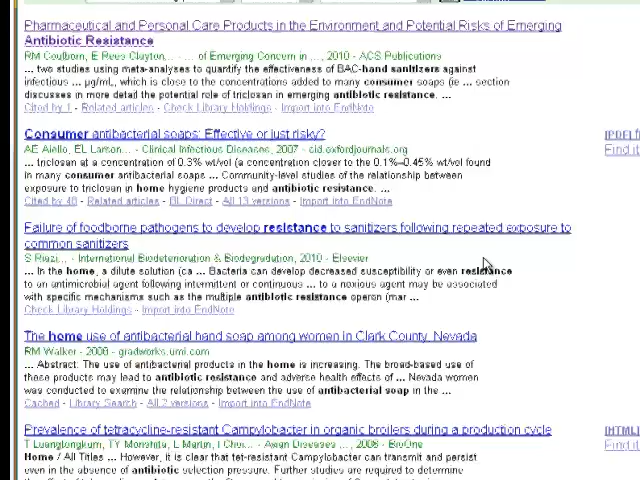 Pharmaceutical and Personal Care Products in the Environment and Potential Risks of Emerging
Antibiotic Resistance
RM Coulborn, E Rees Clayton... - ... of Emerging Concern in ..., 2010 - ACS Publications
... two studies using meta-analyses to quantify the effectiveness of BAC-hand sanitizers against
infectious ... µg/mL, which is close to the concentrations added to many consumer soaps (ie ... section
discusses in more detail the potential role of triclosan in emerging antibiotic resistance. ...
Cited by 1 - Related articles - Check Library Holdings - Import into EndNote
Consumer antibacterial soaps: Effective or just risky?
[PDF] f
AE Aiello, EL Larson... - Clinical Infectious Diseases, 2007 - cid.oxfordjournals.org
Find it
... triclosan at a concentration of 0.3% wt/vol (a concentration closer to the 0.1%–0.45% wt/vol found
in many consumer antibacterial soaps ... Community-level studies of the relationship between
exposure to triclosan in home hygiene products and antibiotic resistance. ...
Cited by 48 - Related articles - BL Direct - All 13 versions - Import into EndNote
Failure of foodborne pathogens to develop resistance to sanitizers following repeated exposure to
common sanitizers
S Riazi... - International Biodeterioration & Biodegradation, 2010 - Elsevier
... In the home, a dilute solution (ca ... Bacteria can develop decreased susceptibility or even resistance
to an antimicrobial agent following intermittent or continuous ... to a noxious agent may be associated
with specific mechanisms such as the multiple antibiotic resistance operon (mar ...
Check Library Holdings - Import into EndNote
The home use of antibacterial hand soap among women in Clark County, Nevada
RM Walker - 2008 - gradworks.umi.com
... Abstract: The use of antibacterial products in the home is increasing. The broad-based use of
these products may lead to antibiotic resistance and adverse health effects of ... Nevada women
was conducted to examine the relationship between the use of antibacterial soap in the ...
Cached - Library Search - All 2 versions - Import into EndNote
Prevalence of tetracycline-resistant Campylobacter in organic broilers during a production cycle
[HTML]
T Luangtongkum, TY Morishita, L Martin, I Choi... - Avian Diseases ..., 2008 - BioOne
Find it
Home / All Titles ... However, it is clear that tet-resistant Campylobacter can transmit and persist
even in the absence of antibiotic selection pressure. Further studies are required to determine